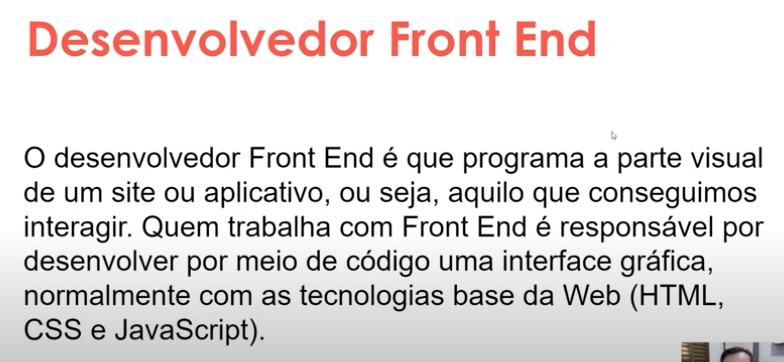 Desenvolvedor Front End
O desenvolvedor Front End é que programa a parte visual
de um site ou aplicativo, ou seja, aquilo que conseguimos
interagir. Quem trabalha com Front End é responsável por
desenvolver por meio de código uma interface gráfica,
normalmente com as tecnologias base da Web (HTML,
CSS e JavaScript).